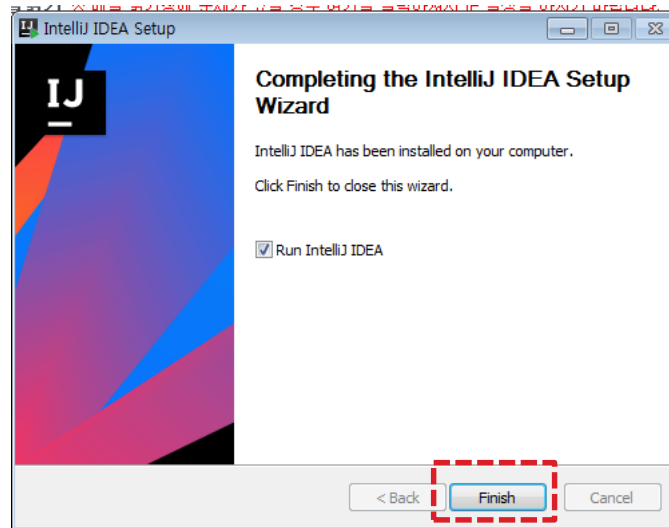 IntelliJ IDEA Setup
IJ
Completing the IntelliJ IDEA Setup
Wizard
IntelliJ IDEA has been installed on your computer.
Click Finish to close this wizard.
Run IntelliJ IDEA
< Back
Finish
Cancel